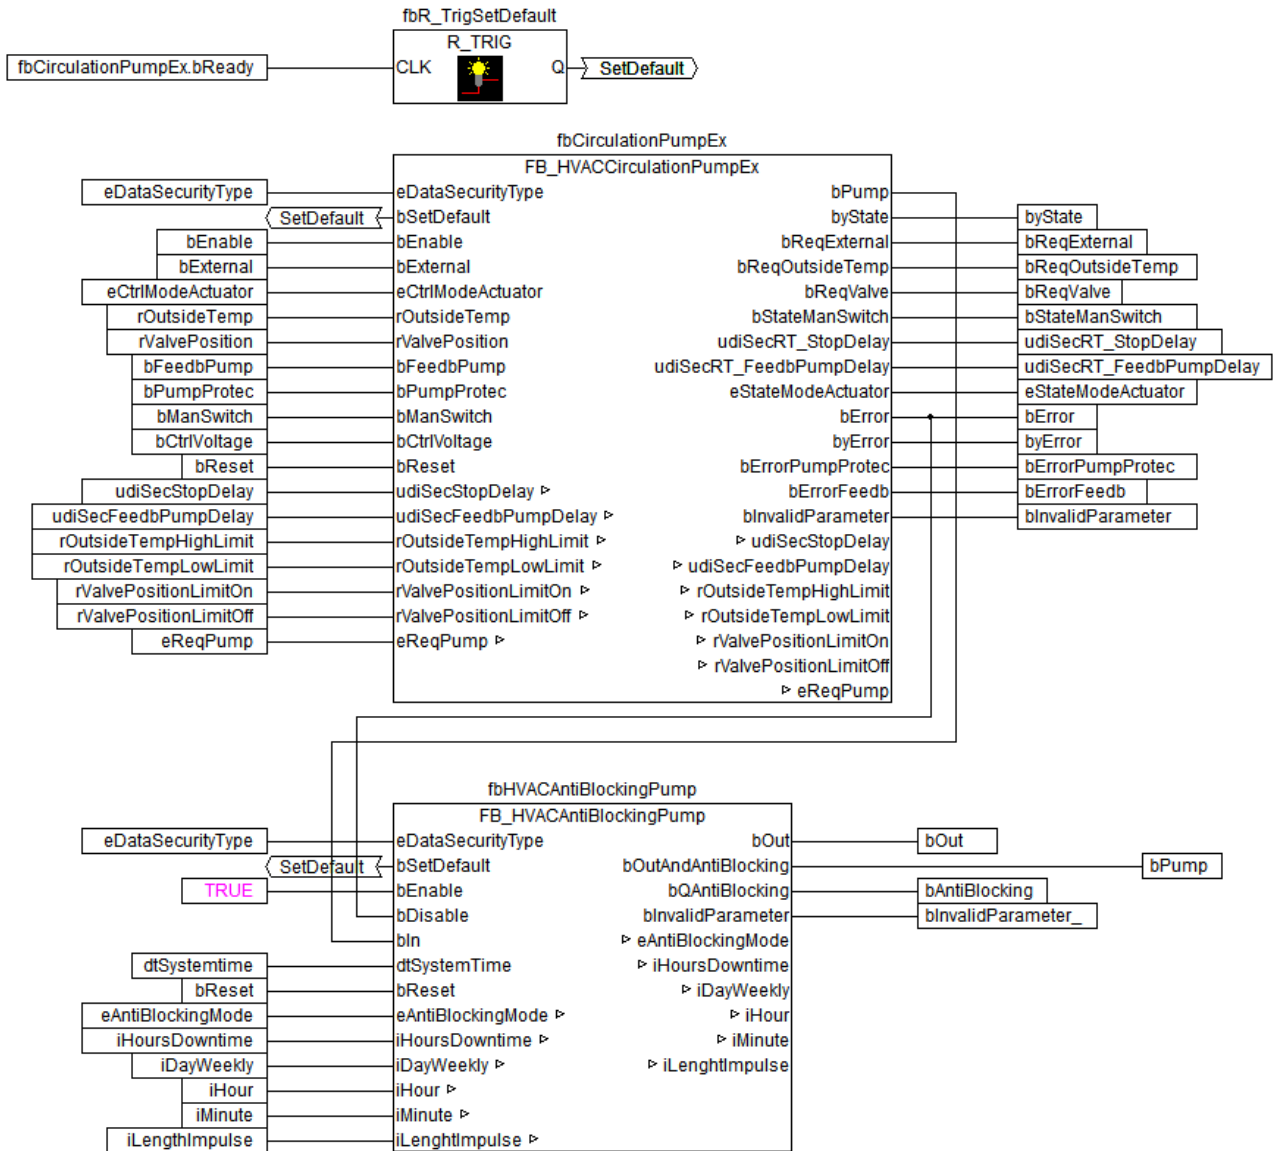 fbR_TrigSetDefault
R_TRIG
fbCirculationPumpEx.bReady CLK Q SetDefault
fbCirculationPumpEx
FB_HVACCirculationPumpEx
eDataSecurityType eDataSecurityType bPump
SetDefault bSetDefault byState byState
bEnable bEnable bReqExternal bReqExternal
bExternal bExternal bReqOutsideTemp bReqOutsideTemp
eCtrlModeActuator eCtrlModeActuator bReqValve bReqValve
rOutsideTemp rOutsideTemp bStateManSwitch bStateManSwitch
rValvePosition rValvePosition udiSecRT_StopDelay udiSecRT_StopDelay
bFeedbPump bFeedbPump udiSecRT_FeedbPumpDelay udiSecRT_FeedbPumpDelay
bPumpProtec bPumpProtec eStateModeActuator eStateModeActuator
bManSwitch bManSwitch bError bError
bCtrlVoltage bCtrlVoltage byError byError
bReset bReset bErrorPumpProtec bErrorPumpProtec
udiSecStopDelay udiSecStopDelay bErrorFeedb bErrorFeedb
udiSecFeedbPumpDelay udiSecFeedbPumpDelay bInvalidParameter bInvalidParameter
rOutsideTempHighLimit rOutsideTempHighLimit udiSecStopDelay
rOutsideTempLowLimit rOutsideTempLowLimit udiSecFeedbPumpDelay
rValvePositionLimitOn rValvePositionLimitOn rOutsideTempHighLimit
rValvePositionLimitOff rValvePositionLimitOff rOutsideTempLowLimit
eReqPump eReqPump rValvePositionLimitOn
rValvePositionLimitOff
eReqPump
fbHVACAntiBlockingPump
FB_HVACAntiBlockingPump
eDataSecurityType eDataSecurityType bOut bOut
SetDefault bSetDefault bOutAndAntiBlocking bPump
TRUE bEnable bQAntiBlocking bAntiBlocking
bDisable bInvalidParameter bInvalidParameter_
bIn eAntiBlockingMode
dtSystemtime dtSystemTime iHoursDowntime
bReset bReset iDayWeekly
eAntiBlockingMode eAntiBlockingMode iHour
iHoursDowntime iHoursDowntime iMinute
iDayWeekly iDayWeekly iLenghtImpulse
iHour iHour
iMinute iMinute
iLengthImpulse iLenghtImpulse